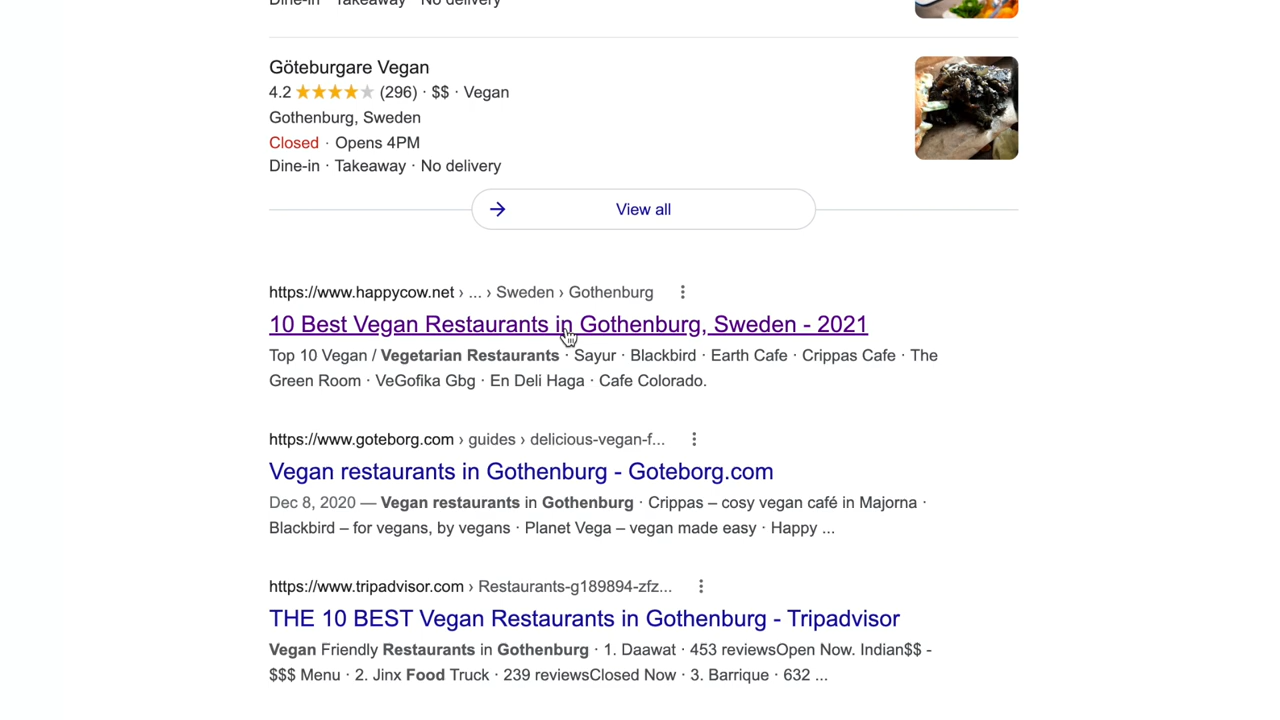 Dine-in · Takeaway · No delivery
Göteburgare Vegan
4.2 ★★★★★ (296) · $$ · Vegan
Gothenburg, Sweden
Closed · Opens 4PM
Dine-in · Takeaway · No delivery
View all
https://www.happycow.net › ... › Sweden › Gothenburg
10 Best Vegan Restaurants in Gothenburg, Sweden - 2021
Top 10 Vegan / Vegetarian Restaurants · Sayur · Blackbird · Earth Cafe · Crippas Cafe · The
Green Room · VeGofika Gbg · En Deli Haga · Cafe Colorado.
https://www.goteborg.com › guides › delicious-vegan-f...
Vegan restaurants in Gothenburg - Goteborg.com
Dec 8, 2020 — Vegan restaurants in Gothenburg · Crippas – cosy vegan café in Majorna ·
Blackbird – for vegans, by vegans · Planet Vega – vegan made easy · Happy ...
https://www.tripadvisor.com › Restaurants-g189894-zfz...
THE 10 BEST Vegan Restaurants in Gothenburg - Tripadvisor
Vegan Friendly Restaurants in Gothenburg · 1. Daawat · 453 reviewsOpen Now. Indian$$ -
$$$ Menu · 2. Jinx Food Truck · 239 reviewsClosed Now · 3. Barrique · 632 ...